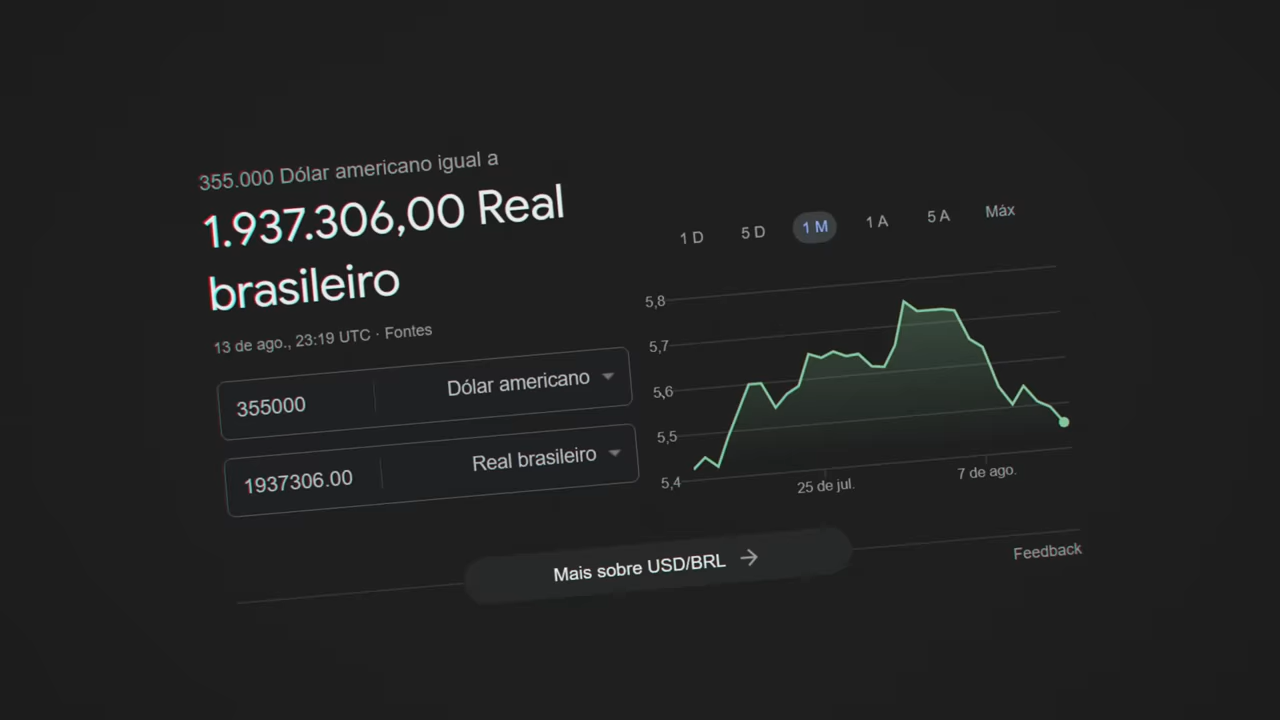 355.000 Dólar americano igual a
1.937.306,00 Real
brasileiro
13 de ago., 23:19 UTC · Fontes
355000
Dólar americano
1937306.00
Real brasileiro
1 D
5 D
1 M
1 A
5 A
Máx
5,8
5,7
5,6
5,5
5,4
25 de jul.
7 de ago.
Mais sobre USD/BRL
Feedback